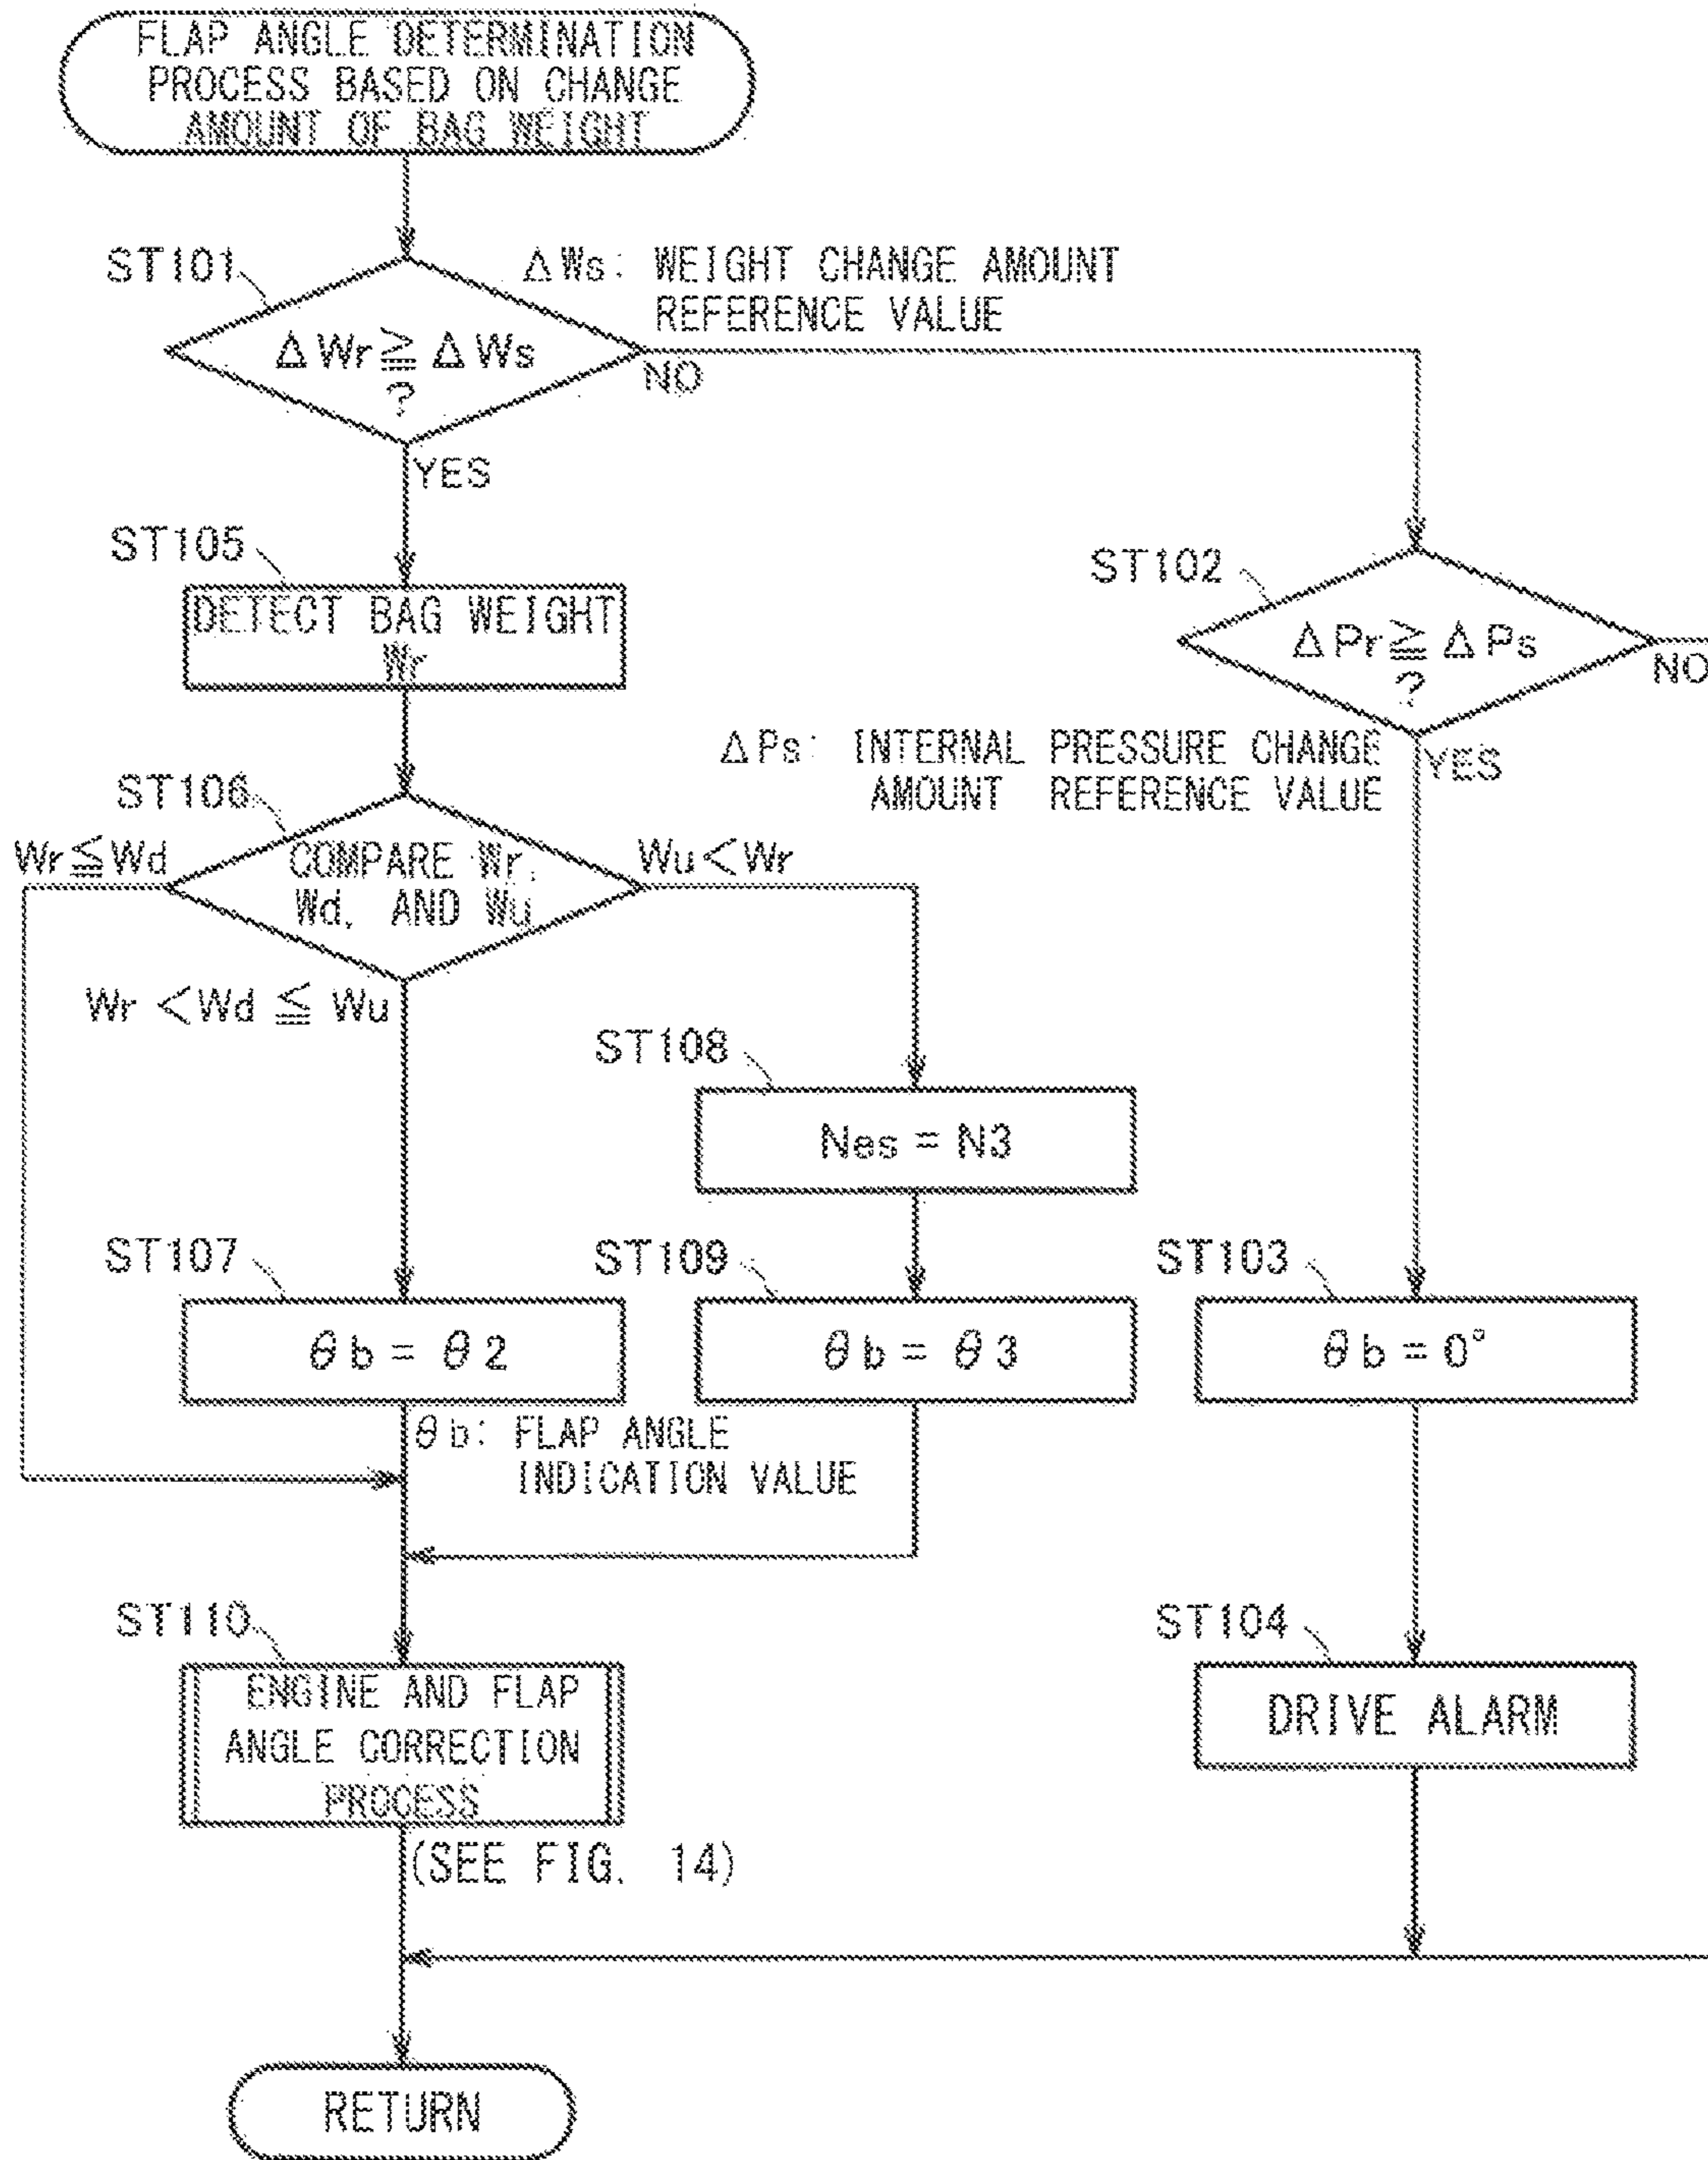 FLAP ANGLE DETERMINATION
PROCESS BASED ON CHANGE
AMOUNT OF BAG WEIGHT
ST101
ΔWs: WEIGHT CHANGE AMOUNT
REFERENCE VALUE
ΔWr≧ΔWs
?
NO
YES
ST105
DETECT BAG WEIGHT
Wr
ST102
ΔPr≧ΔPs
?
NO
YES
ΔPs: INTERNAL PRESSURE CHANGE
AMOUNT REFERENCE VALUE
ST106
Wr≦Wd
COMPARE Wr,
Wd, AND Wu
Wu<Wr
Wr<Wd≦Wu
ST108
Nes = N3
ST107
θb = θ2
ST109
θb = θ3
ST103
θb = 0°
θb: FLAP ANGLE
INDICATION VALUE
ST110
ENGINE AND FLAP
ANGLE CORRECTION
PROCESS
(SEE FIG. 14)
ST104
DRIVE ALARM
RETURN